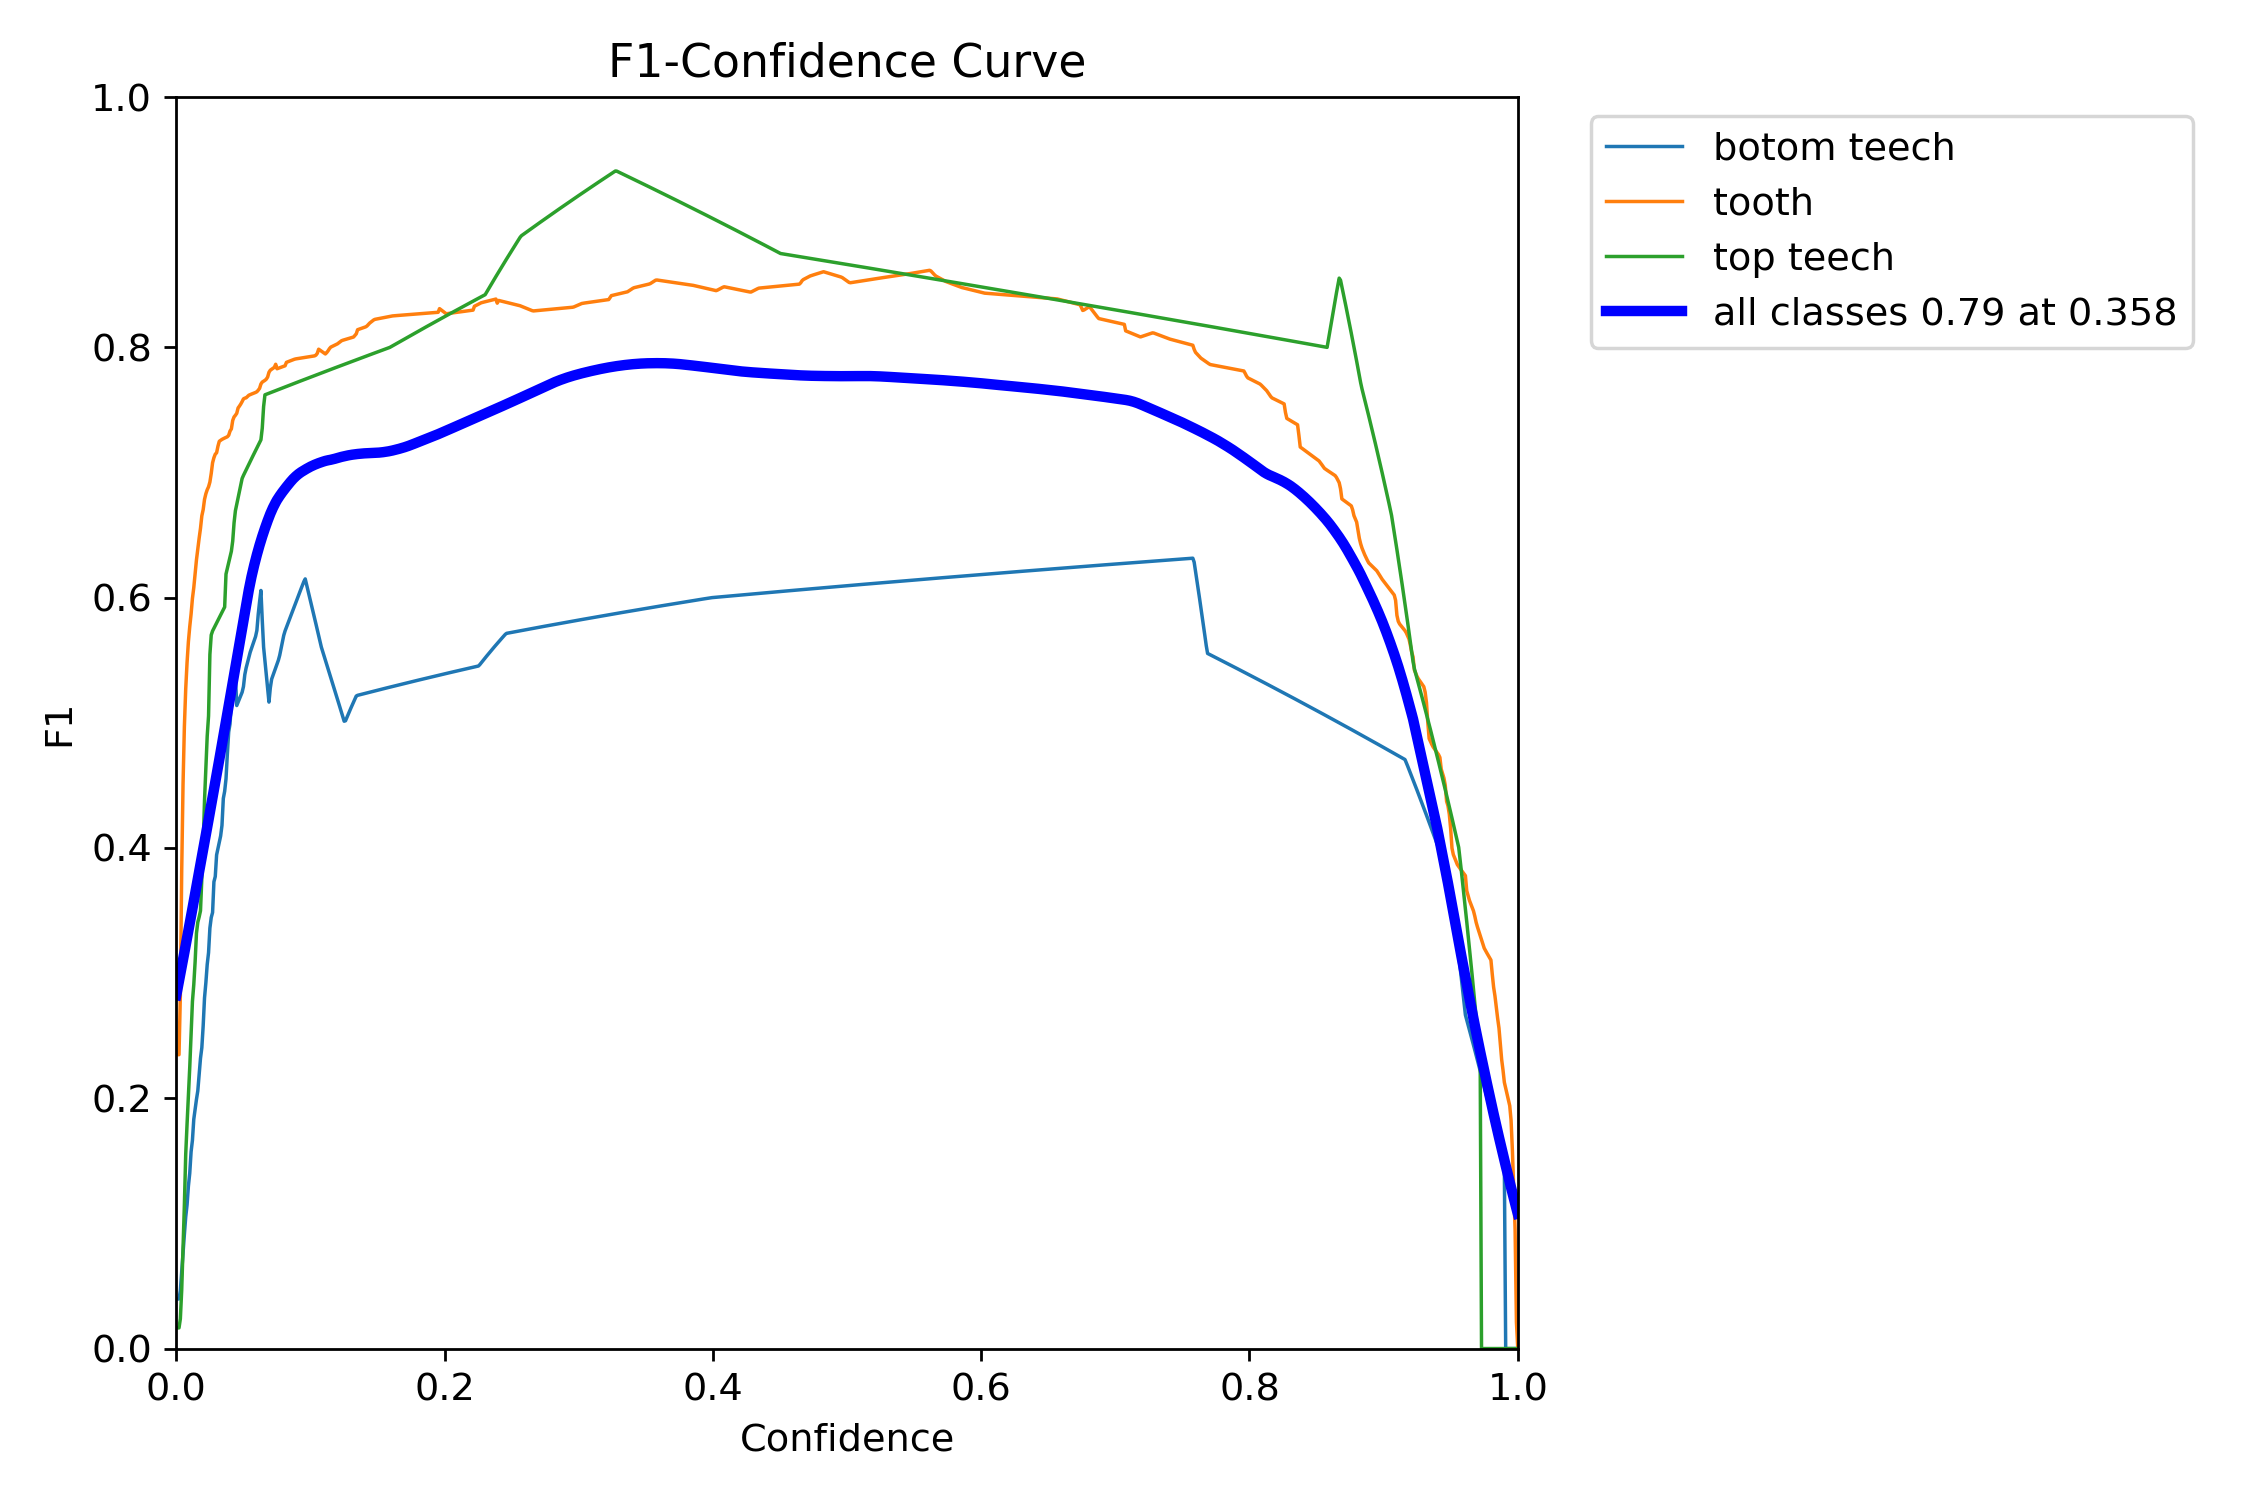 F1-Confidence Curve
1.0
0.8
0.6
0.4
0.2
0.0
F1
0.0 0.2 0.4 0.6 0.8 1.0
Confidence
botom teech
tooth
top teech
all classes 0.79 at 0.358